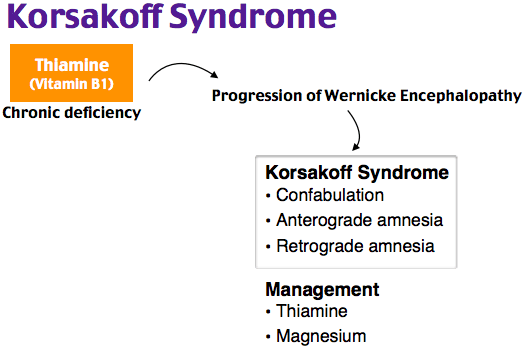 Korsakoff Syndrome
Thiamine
(Vitamin B1)
Chronic deficiency
Progression of Wernicke Encephalopathy
Korsakoff Syndrome
• Confabulation
• Anterograde amnesia
• Retrograde amnesia
Management
• Thiamine
• Magnesium